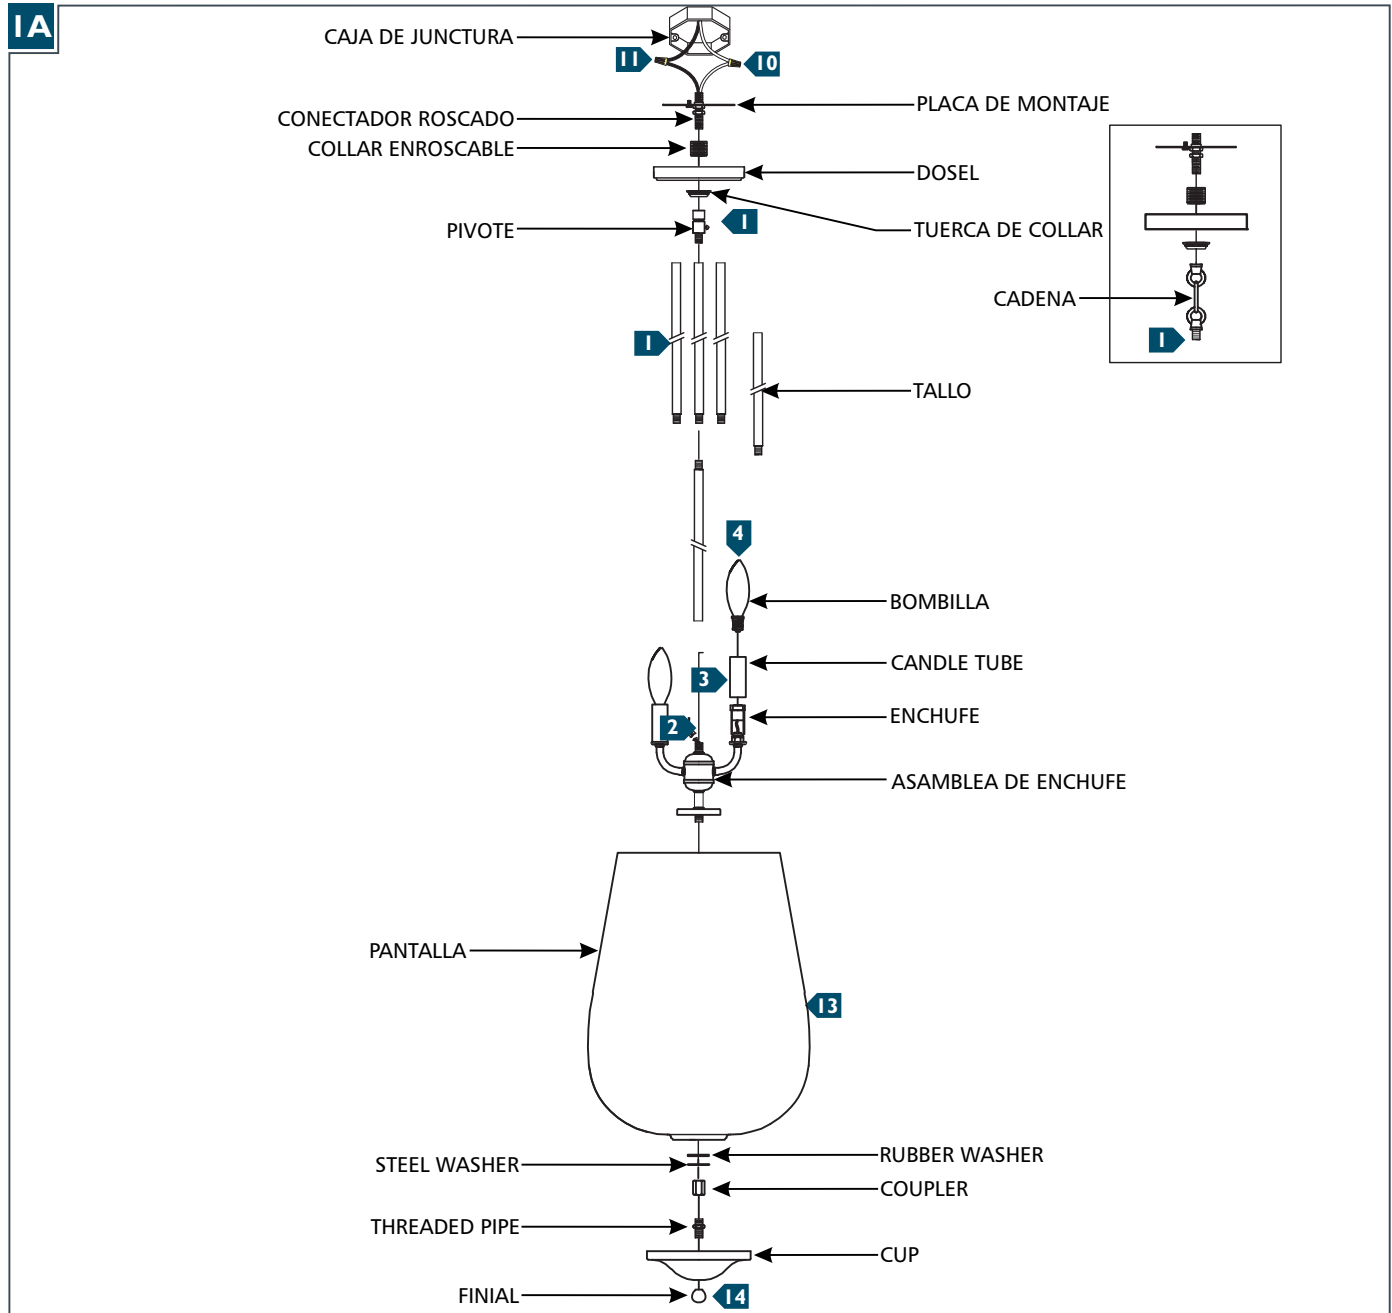 1A
CAJA DE JUNCTURA
11
10
PLACA DE MONTAJE
CONECTADOR ROSCADO
COLLAR ENROSCABLE
DOSEL
1
PIVOTE
TUERCA DE COLLAR
CADENA
1
1
TALLO
4
BOMBILLA
CANDLE TUBE
3
ENCHUFE
2
ASAMBLEA DE ENCHUFE
PANTALLA
13
RUBBER WASHER
STEEL WASHER
COUPLER
THREADED PIPE
CUP
FINIAL
14